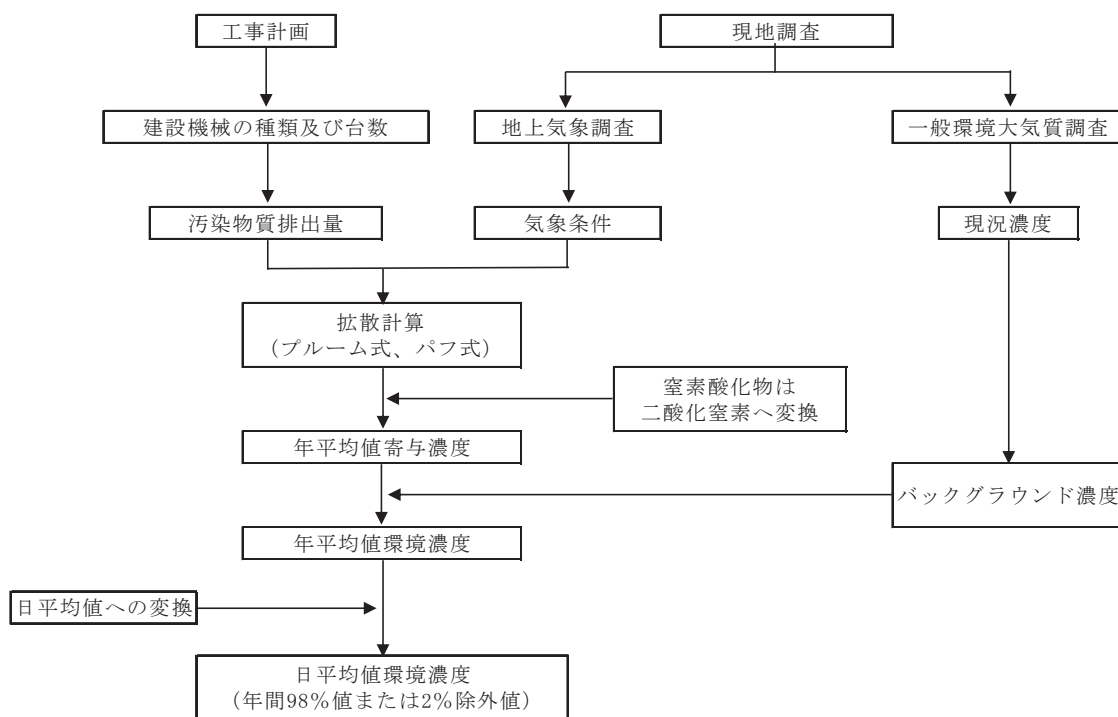 工事計画
現地調査
建設機械の種類及び台数
地上気象調査
一般環境大気質調査
汚染物質排出量
気象条件
現況濃度
拡散計算
(プルーム式、パフ式)
窒素酸化物は
二酸化窒素へ変換
年平均値寄与濃度
バックグラウンド濃度
年平均値環境濃度
日平均値への変換
日平均値環境濃度
(年間98%値または2%除外値)